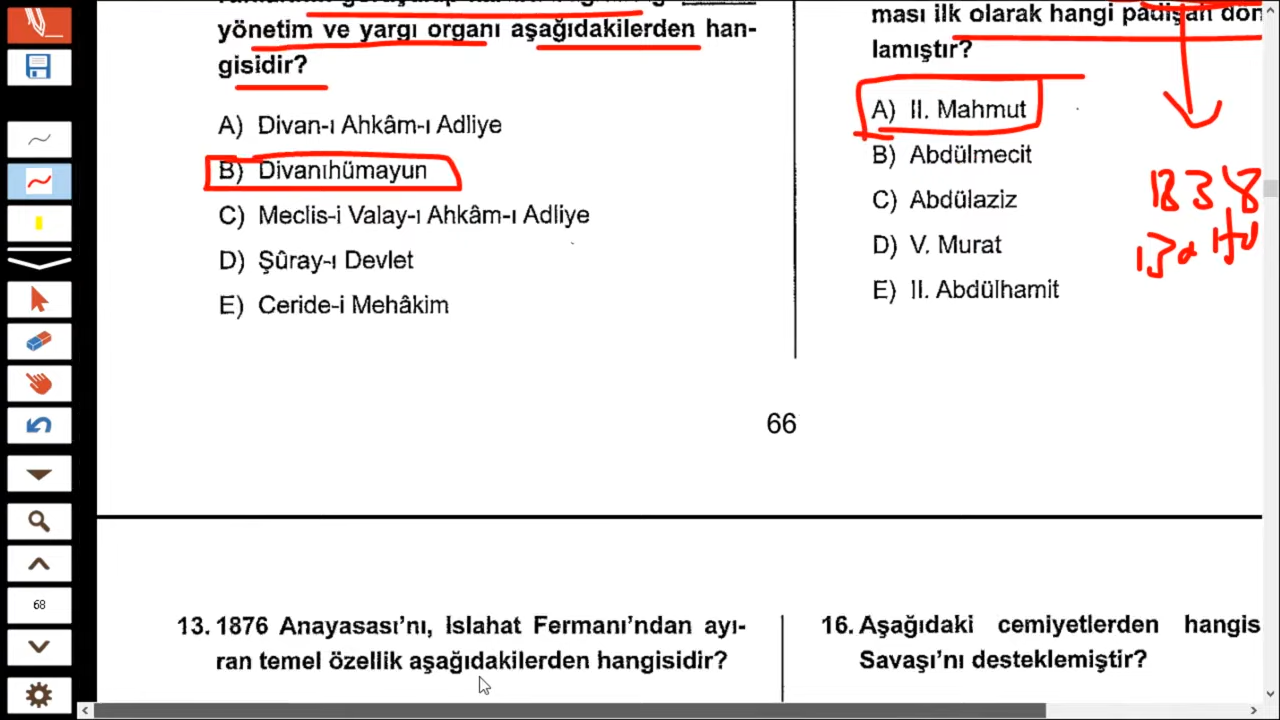 yönetim ve yargı organı aşağıdakilerden han-
gisidir?
A) Divan-ı Ahkâm-ı Adliye
B) Divanıhümayun
C) Meclis-i Valay-ı Ahkâm-ı Adliye
D) Şûray-ı Devlet
E) Ceride-i Mehâkim
ması ilk olarak hangi padişah dön
lamıştır?
A) II. Mahmut
B) Abdülmecit
C) Abdülaziz
D) V. Murat
E) II. Abdülhamit
1838
66
68
13. 1876 Anayasası’nı, Islahat Fermanı’ndan ayı-
ran temel özellik aşağıdakilerden hangisidir?
16. Aşağıdaki cemiyetlerden hangis
Savaşı’nı desteklemiştir?